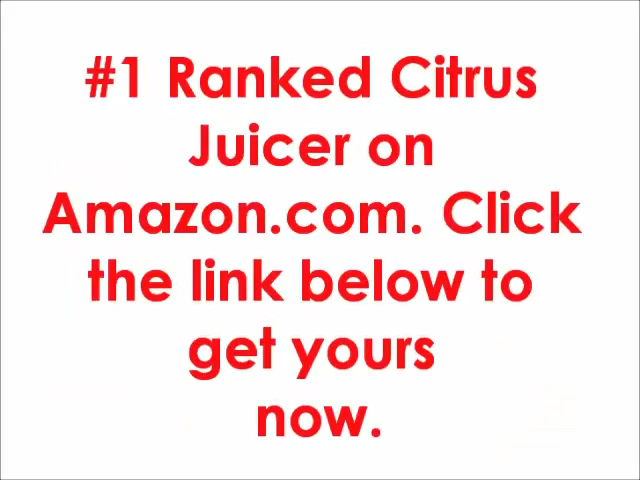 #1 Ranked Citrus
Juicer on
Amazon.com. Click
the link below to
get yours
now.